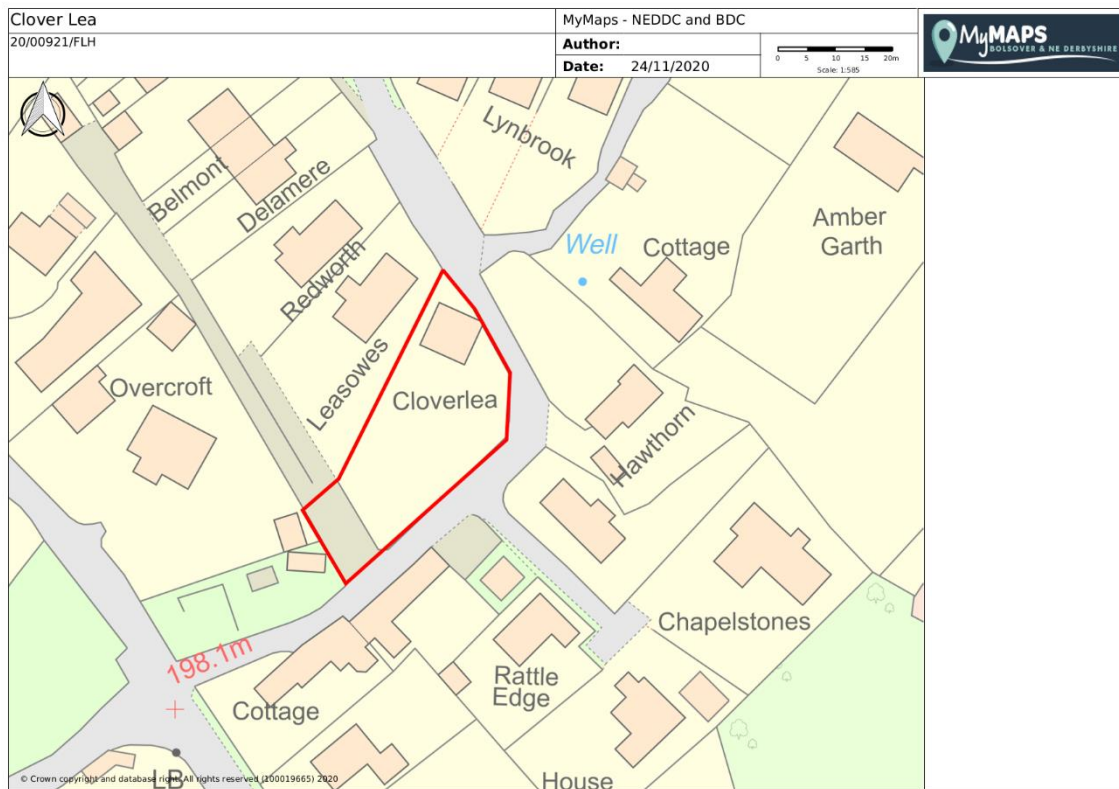 Clover Lea
20/00921/FLH
MyMaps - NEDDC and BDC
Author:
Date: 24/11/2020
0 5 10 15 20m
Scale: 1:585
MyMAPS
BOLSOVER & NE DERBYSHIRE
Lynbrook
Belmont
Delamere
Amber
Garth
Well
Cottage
Redworth
Leasowes
Overcroft
Cloverlea
Hawthorn
Chapelstones
198.1m
Rattle
Edge
Cottage
House
LB
© Crown copyright and database right. All rights reserved (100019665) 2020